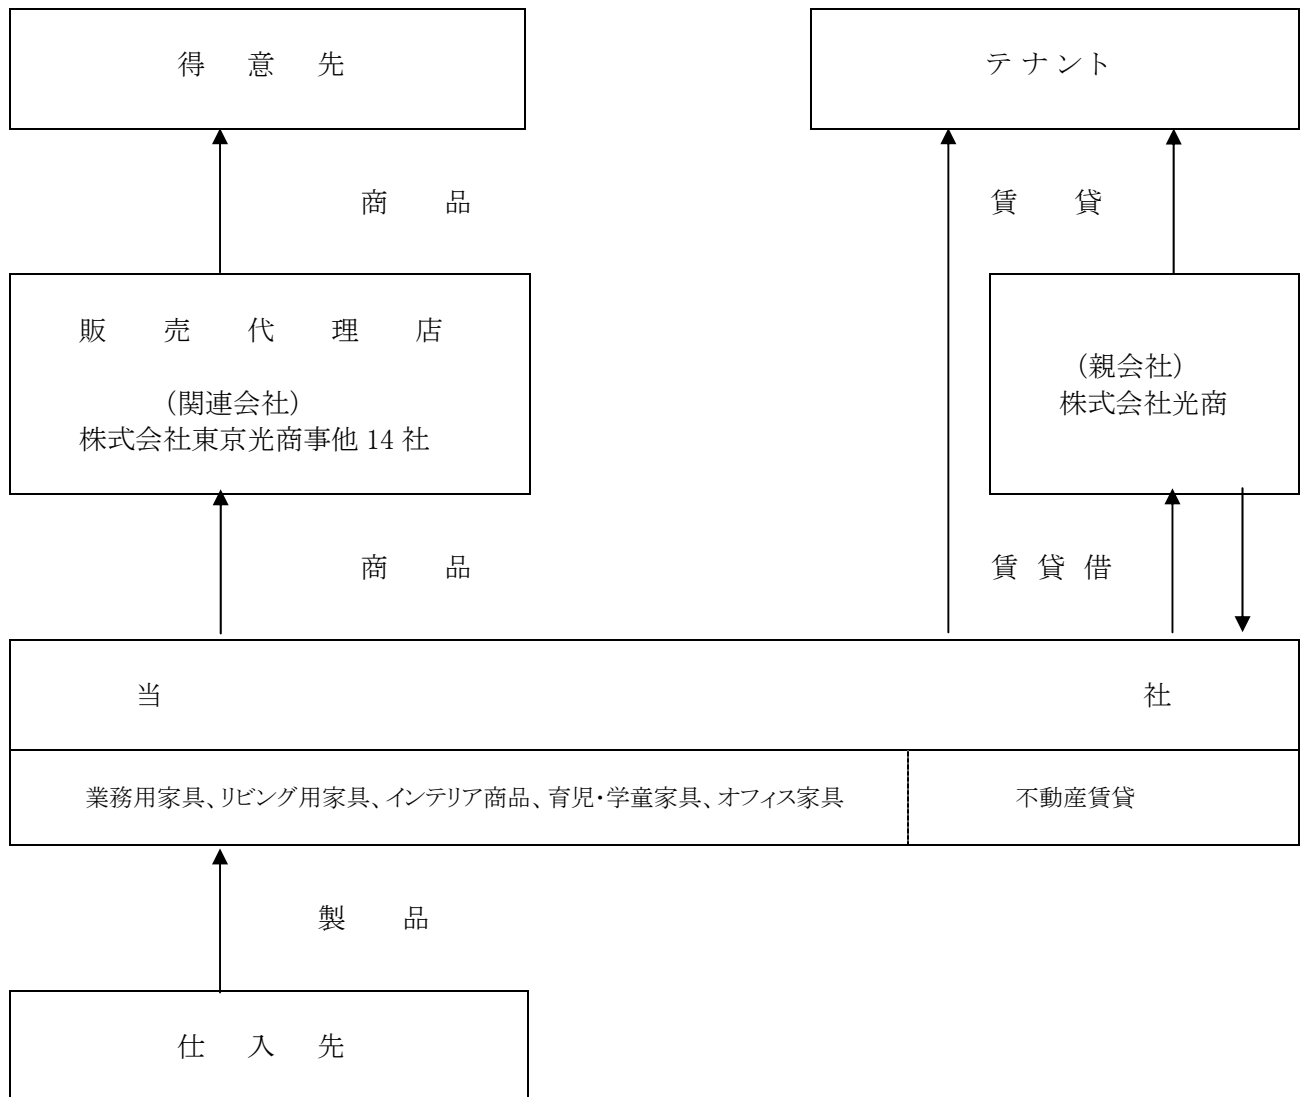 得 意 先
テナント
商 品
賃 貸
販 売 代 理 店
(関連会社)
株式会社東京光商事他 14 社
(親会社)
株式会社光商
商 品
賃 貸 借
当 社
業務用家具、リビング用家具、インテリア商品、育児・学童家具、オフィス家具
不動産賃貸
製 品
仕 入 先